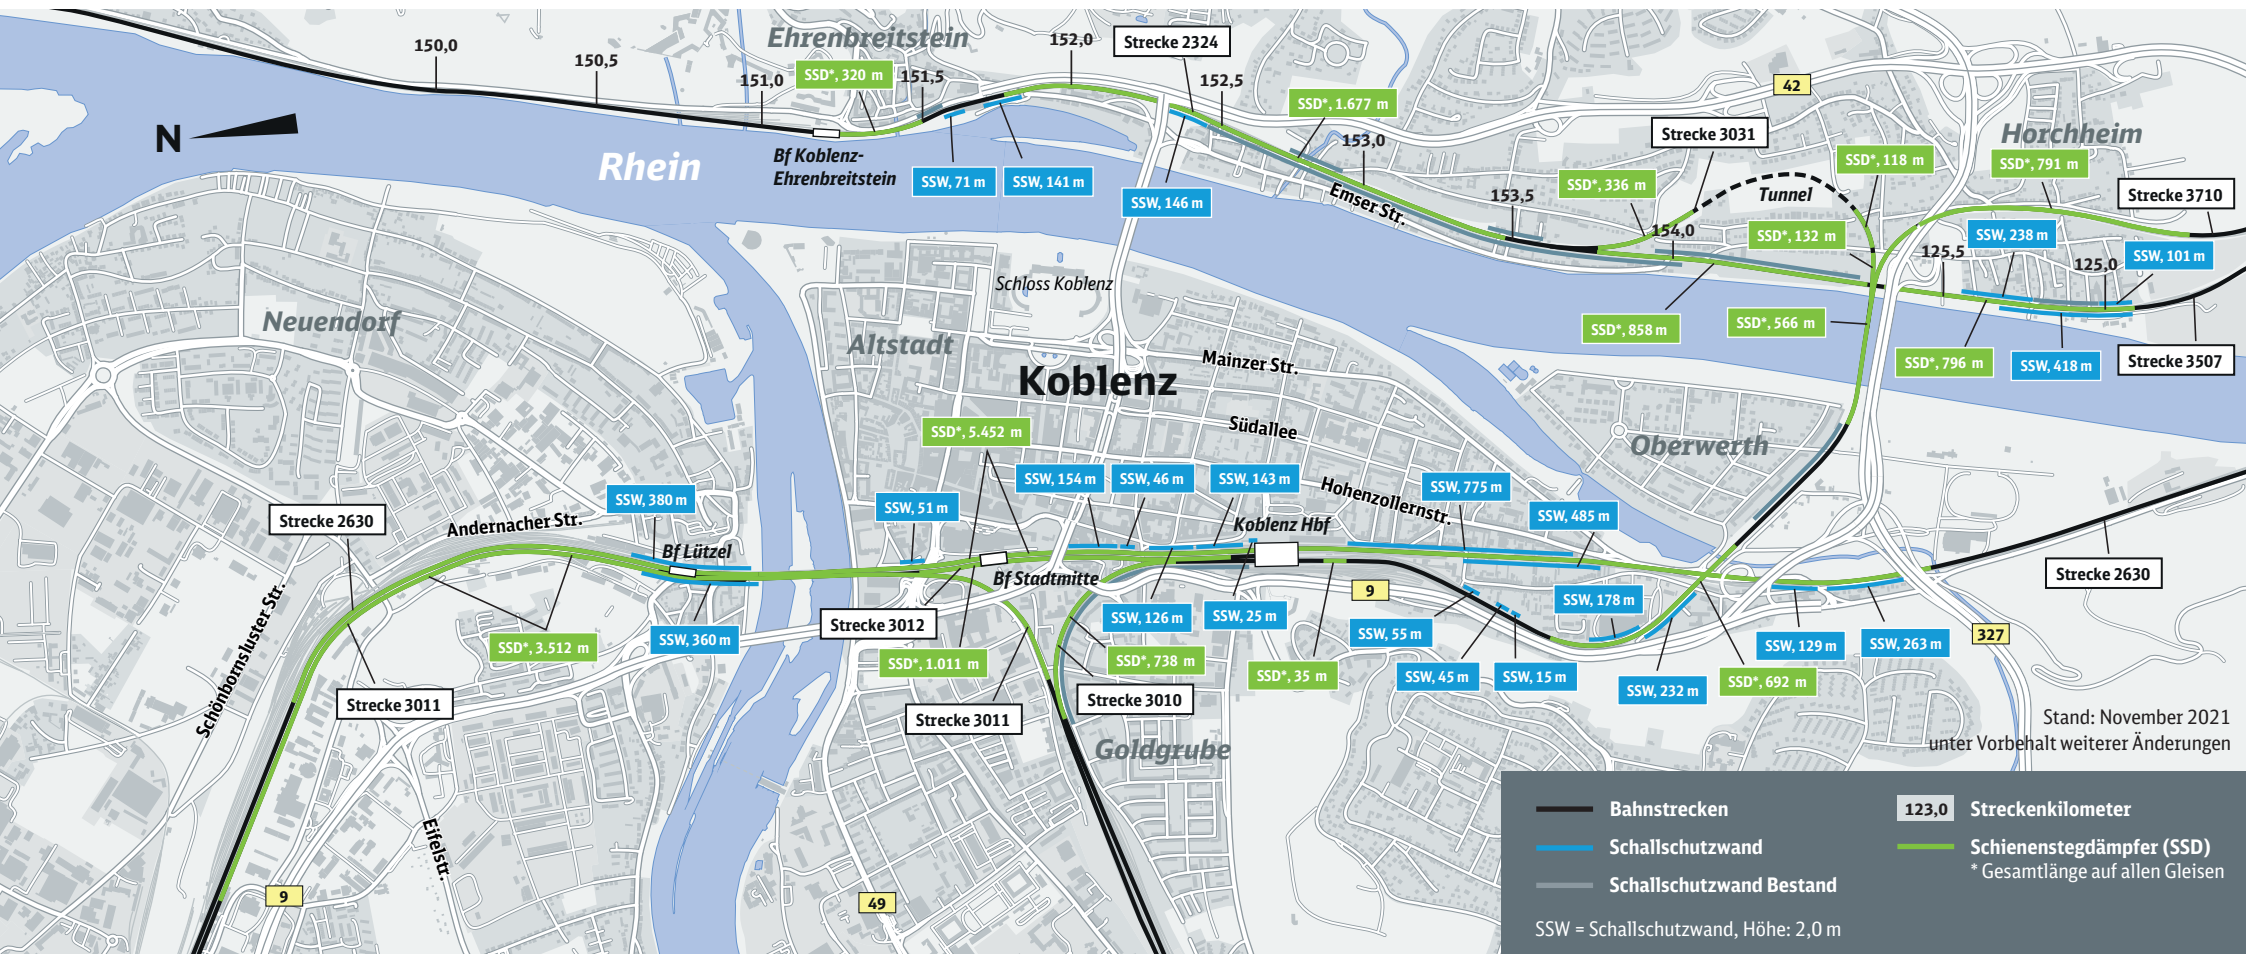 Ehrenbreitstein
150,0
150,5
151,0
SSD*, 320 m
151,5
152,0
Strecke 2324
152,5
SSD*, 1.677 m
153,0
42
Strecke 3031
Horchheim
SSD*, 118 m
SSD*, 791 m
N
Rhein
Bf Koblenz-
Ehrenbreitstein
SSW, 71 m
SSW, 141 m
SSW, 146 m
Emser Str.
153,5
SSD*, 336 m
Tunnel
Strecke 3710
154,0
SSD*, 132 m
SSW, 238 m
125,5
125,0
SSW, 101 m
Schloss Koblenz
Neuendorf
Altstadt
Koblenz
Mainzer Str.
SSD*, 858 m
SSD*, 566 m
SSD*, 796 m
SSW, 418 m
Strecke 3507
SSD*, 5.452 m
Südallee
Oberwerth
SSW, 380 m
SSW, 51 m
SSW, 154 m
SSW, 46 m
SSW, 143 m
Hohenzollernstr.
SSW, 775 m
SSW, 485 m
Strecke 2630
Andernacher Str.
Bf Lützel
Koblenz Hbf
Bf Stadtmitte
9
Strecke 2630
Schönbornsluster Str.
SSD*, 3.512 m
SSW, 360 m
Strecke 3012
SSD*, 1.011 m
SSW, 126 m
SSW, 25 m
SSD*, 738 m
SSD*, 35 m
SSW, 55 m
SSW, 178 m
SSW, 45 m
SSW, 15 m
SSW, 232 m
SSD*, 692 m
SSW, 129 m
SSW, 263 m
327
Strecke 3011
Strecke 3011
Strecke 3010
Goldgrube
Eifelstr.
9
49
Stand: November 2021
unter Vorbehalt weiterer Änderungen
Bahnstrecken
Schallschutzwand
Schallschutzwand Bestand
SSW = Schallschutzwand, Höhe: 2,0 m
123,0 Streckenkilometer
Schienenstegdämpfer (SSD)
* Gesamtlänge auf allen Gleisen